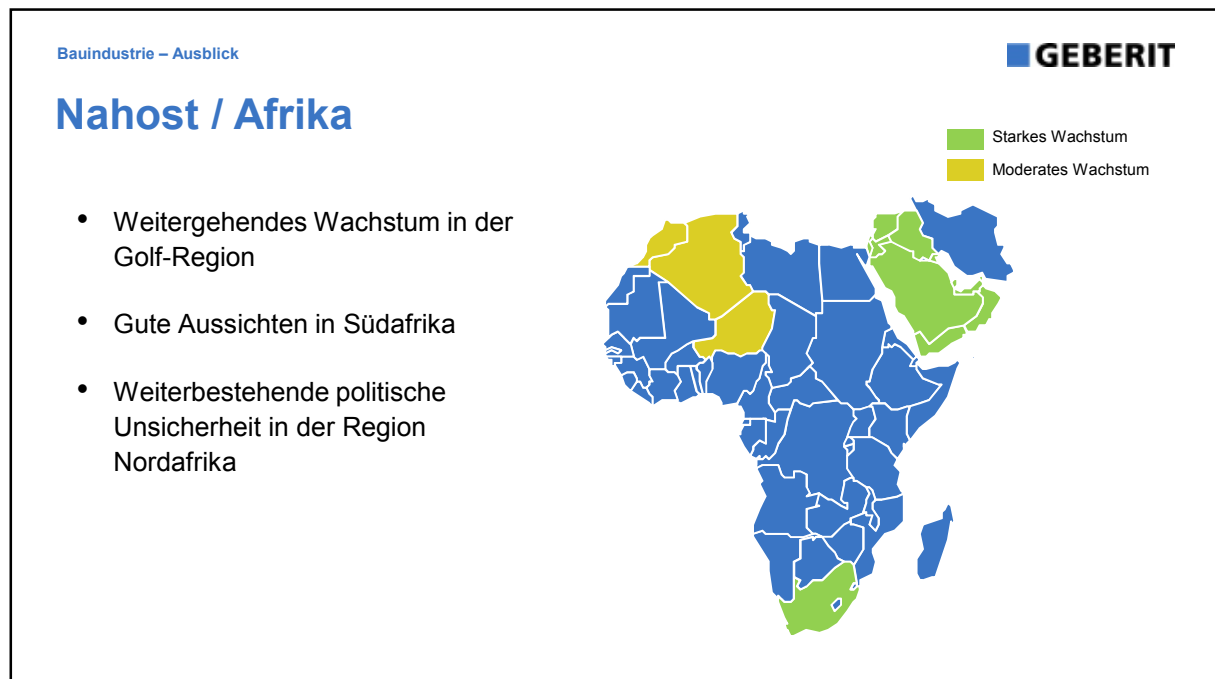 Bauindustrie – Ausblick
GEBERIT
Nahost / Afrika
Starkes Wachstum
Moderates Wachstum
• Weitergehendes Wachstum in der
Golf-Region
• Gute Aussichten in Südafrika
• Weiterbestehende politische
Unsicherheit in der Region
Nordafrika